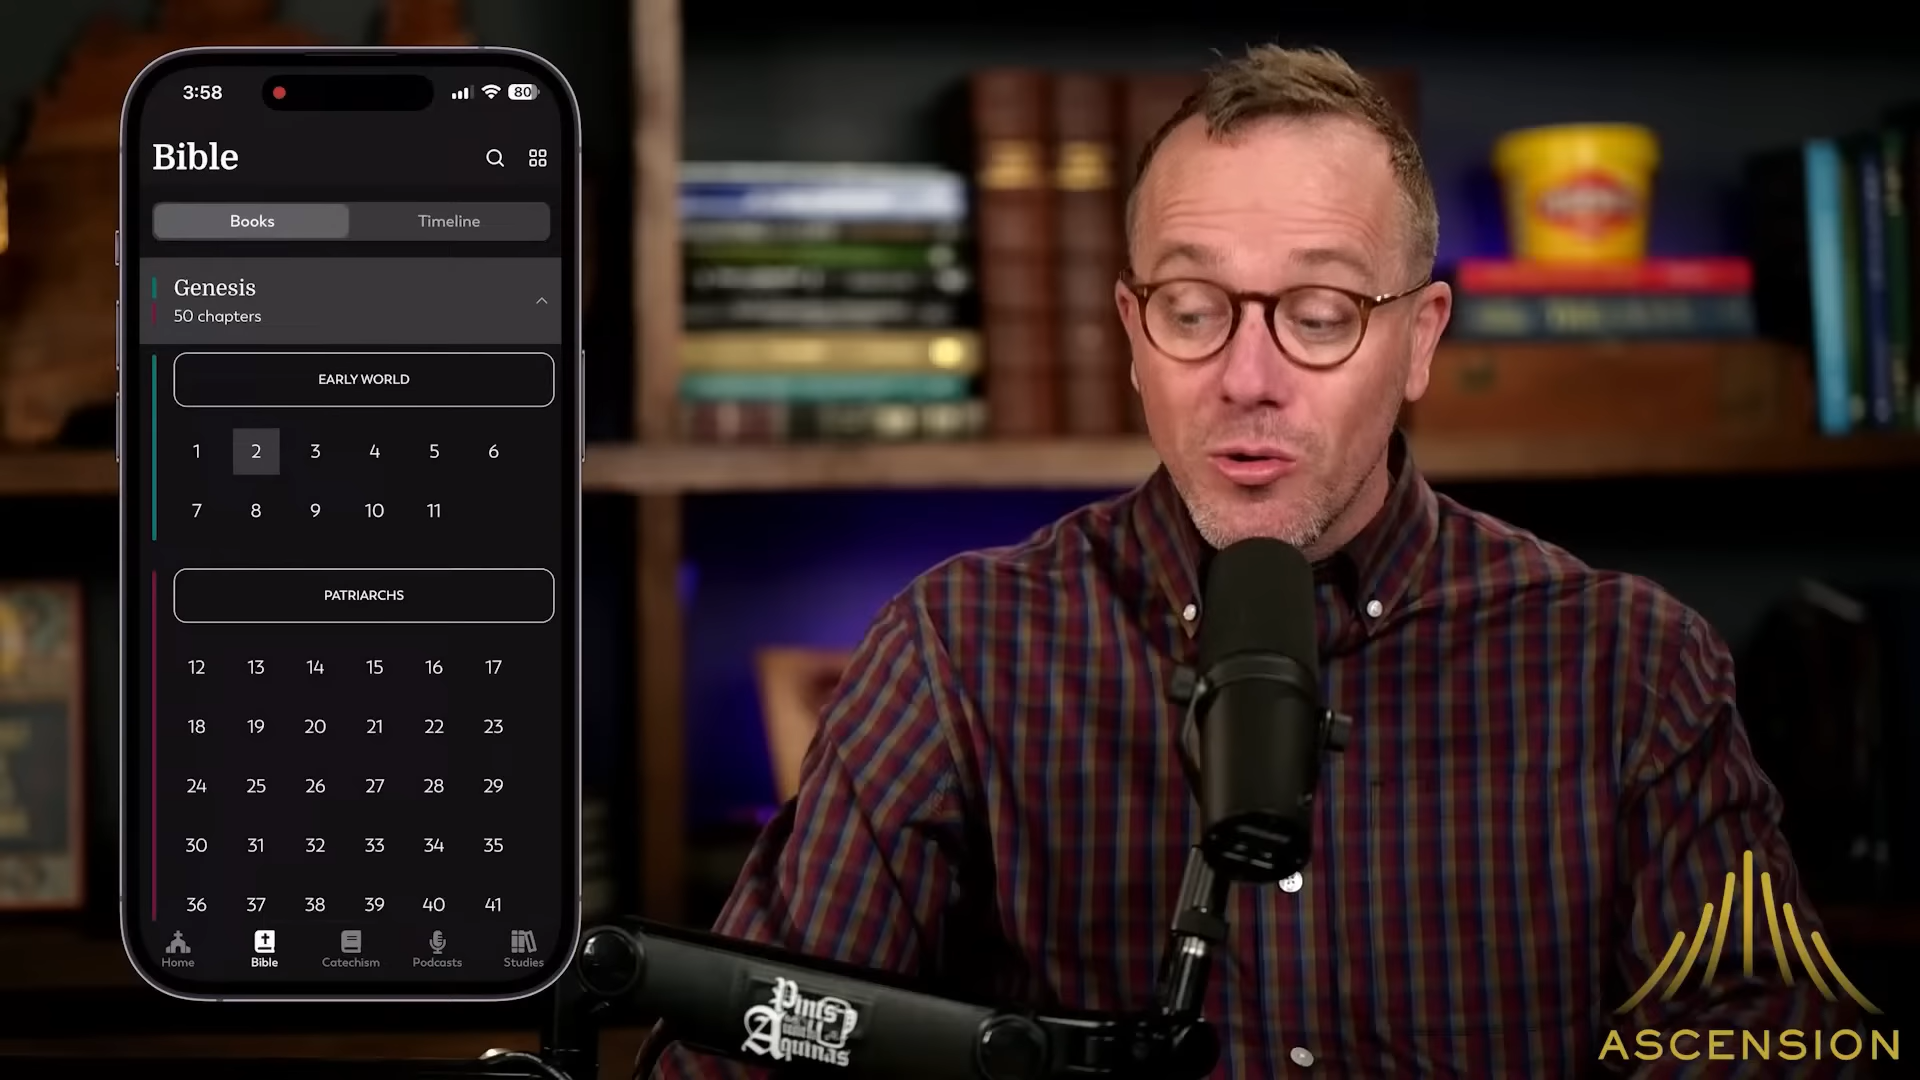 3:58
80
Bible
Books
Timeline
Genesis
50 chapters
EARLY WORLD
1 2 3 4 5 6
7 8 9 10 11
PATRIARCHS
12 13 14 15 16 17
18 19 20 21 22 23
24 25 26 27 28 29
30 31 32 33 34 35
36 37 38 39 40 41
Home
Bible
Catechism
Podcasts
Studies
Pints
with
Aquinas
ASCENSION